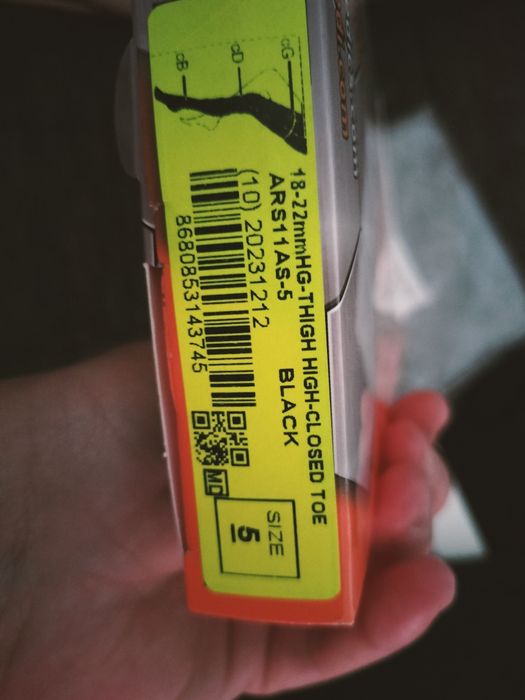 cB
cD
cG
18-22mmHG-THIGH HIGH-CLOSED TOE
ARS11AS-5 BLACK
(10) 20231212
8680853143745
MD
SIZE
5